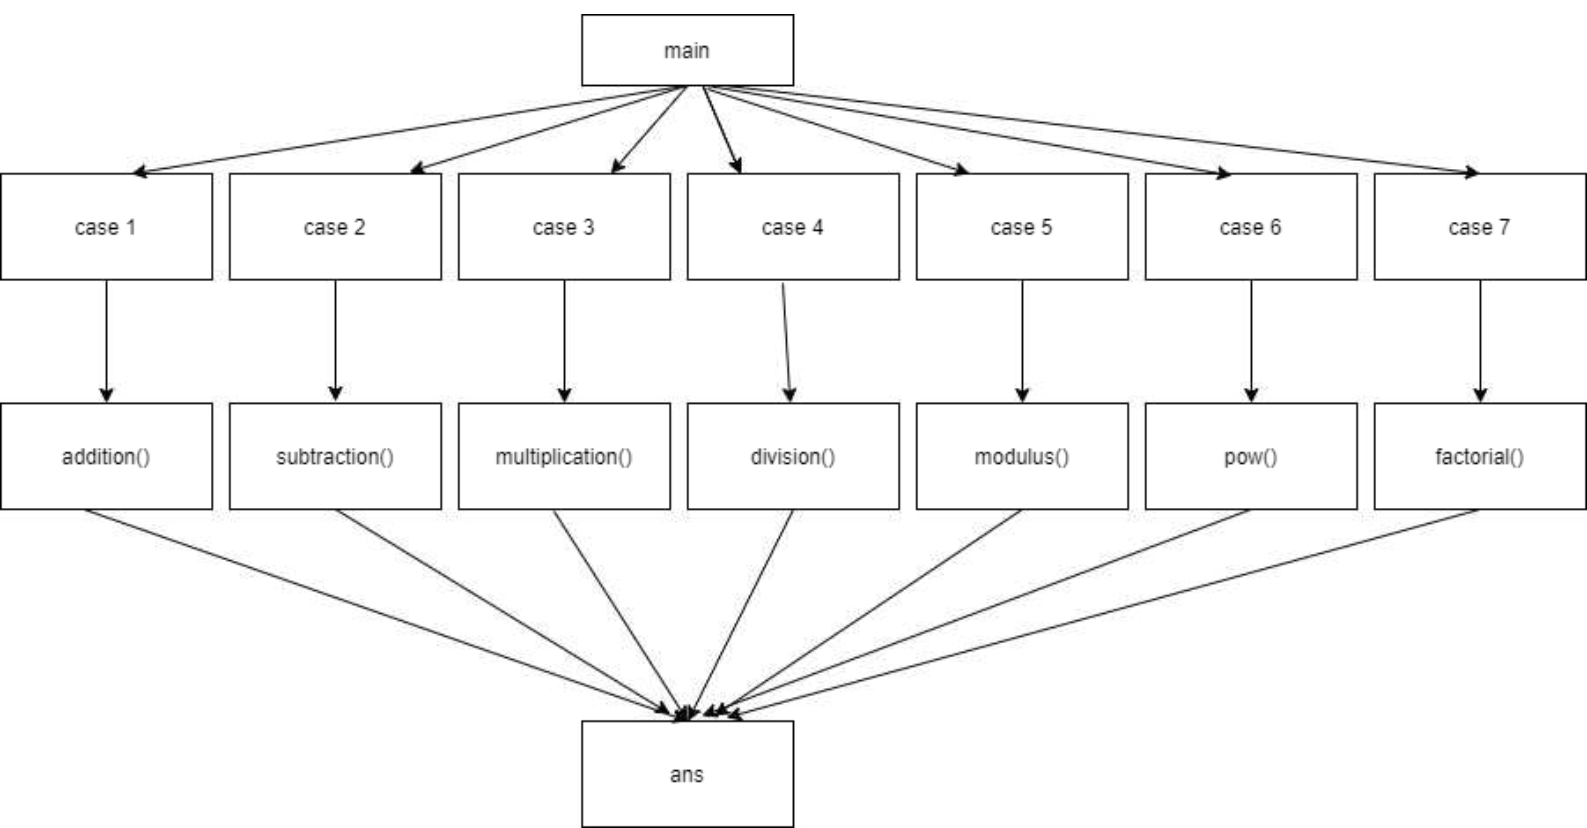 main
case 1
case 2
case 3
case 4
case 5
case 6
case 7
addition()
subtraction()
multiplication()
division()
modulus()
pow()
factorial()
ans